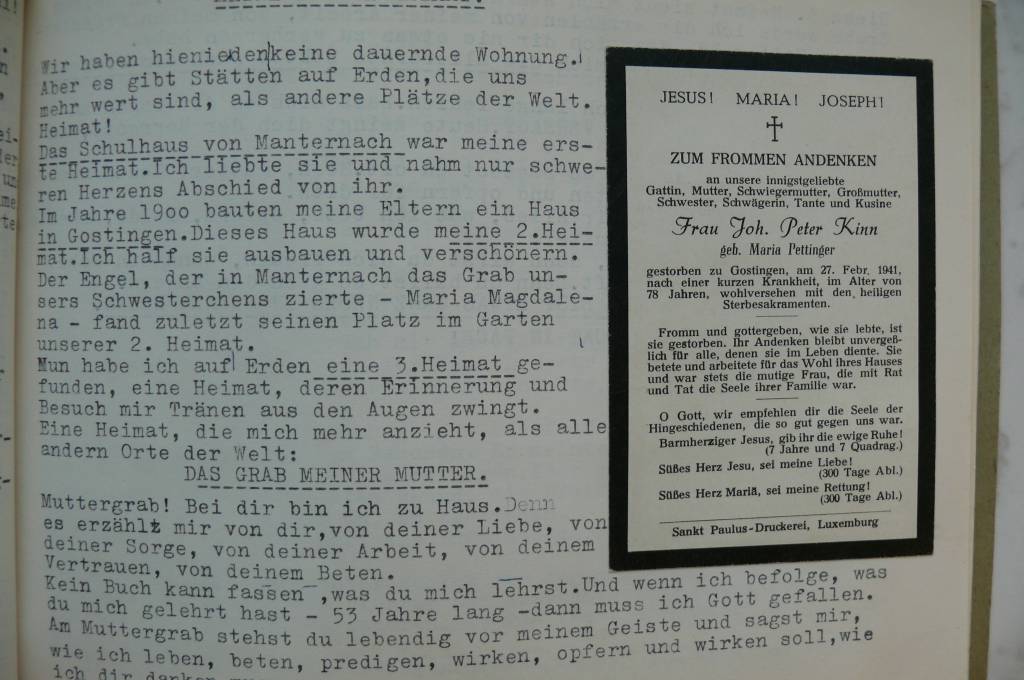 Wir haben hienieden keine dauernde Wohnung.
Aber es gibt Stätten auf Erden,die uns
mehr wert sind, als andere Plätze der Welt.
Heimat!
Das Schulhaus von Manternach war meine ers-
te Heimat.Ich liebte sie und nahm nur schwe-
ren Herzens Abschied von ihr.
Im Jahre 1900 bauten meine Eltern ein Haus
in Gostingen.Dieses Haus wurde meine 2.Hei-
mat.Ich half sie ausbauen und verschönern.
Der Engel, der in Manternach das Grab un-
sers Schwesterchens zierte - Maria Magdale-
na - fand zuletzt seinen Platz im Garten
unserer 2. Heimat.
Nun habe ich auf Erden eine 3.Heimat ge-
funden, eine Heimat, deren Erinnerung und
Besuch mir Tränen aus den Augen zwingt.
Eine Heimat, die mich mehr anzieht, als alle
andern Orte der Welt:
DAS GRAB MEINER MUTTER.
Muttergrab! Bei dir bin ich zu Haus.Denn
es erzählt mir von dir,von deiner Liebe, von
deiner Sorge, von deiner Arbeit, von deinem
Vertrauen, von deinem Beten.
Kein Buch kann fassen ,was du mich lehrst.Und wenn ich befolge, was
du mich gelehrt hast - 53 Jahre lang -dann muss ich Gott gefallen.
Am Muttergrab stehst du lebendig vor meinem Geiste und sagst mir,
wie ich leben, beten, predigen, wirken, opfern und wirken soll,wie
ich dir danken
JESUS! MARIA! JOSEPH!
ZUM FROMMEN ANDENKEN
an unsere innigstgeliebte
Gattin, Mutter, Schwiegermutter, Großmutter,
Schwester, Schwägerin, Tante und Kusine
Frau Joh. Peter Kinn
geb. Maria Pettinger
gestorben zu Gostingen, am 27. Febr. 1941,
nach einer kurzen Krankheit, im Alter von
78 Jahren, wohlversehen mit den heiligen
Sterbesakramenten.
Fromm und gottergeben, wie sie lebte, ist
sie gestorben. Ihr Andenken bleibt unvergeß-
lich für alle, denen sie im Leben diente. Sie
betete und arbeitete für das Wohl ihres Hauses
und war stets die mutige Frau, die mit Rat
und Tat die Seele ihrer Familie war.
O Gott, wir empfehlen dir die Seele der
Hingeschiedenen, die so gut gegen uns war.
Barmherziger Jesus, gib ihr die ewige Ruhe!
(7 Jahre und 7 Quadrag.)
Süßes Herz Jesu, sei meine Liebe!
(300 Tage Abl.)
Süßes Herz Mariä, sei meine Rettung!
(300 Tage Abl.)
Sankt Paulus-Druckerei, Luxemburg